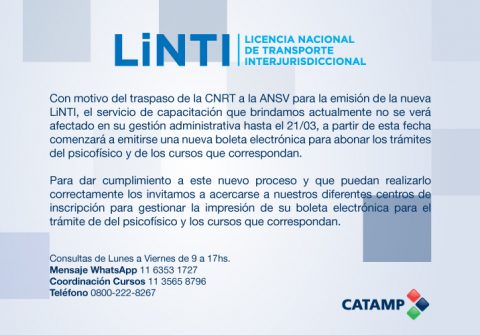 LiNTI
LICENCIA NACIONAL
DE TRANSPORTE
INTERJURISDICCIONAL
Con motivo del traspaso de la CNRT a la ANSV para la emisión de la nueva
LiNTI, el servicio de capacitación que brindamos actualmente no se verá
afectado en su gestión administrativa hasta el 21/03, a partir de esta fecha
comenzará a emitirse una nueva boleta electrónica para abonar los trámites
del psicofísico y de los cursos que correspondan.
Para dar cumplimiento a este nuevo proceso y que puedan realizarlo
correctamente los invitamos a acercarse a nuestros diferentes centros de
inscripción para gestionar la impresión de su boleta electrónica para el
trámite de del psicofísico y los cursos que correspondan.
Consultas de Lunes a Viernes de 9 a 17hs.
Mensaje WhatsApp 11 6353 1727
Coordinación Cursos 11 3565 8796
Teléfono 0800-222-8267
CATAMP